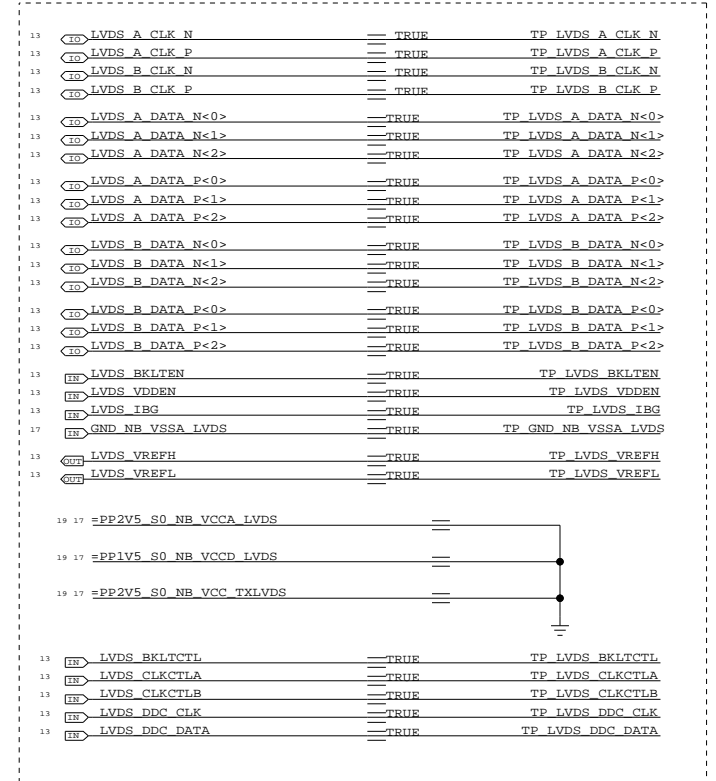 13 IO LVDS_A_CLK_N TRUE TP_LVDS_A_CLK_N
13 IO LVDS_A_CLK_P TRUE TP_LVDS_A_CLK_P
13 IO LVDS_B_CLK_N TRUE TP_LVDS_B_CLK_N
13 IO LVDS_B_CLK_P TRUE TP_LVDS_B_CLK_P
13 IO LVDS_A_DATA_N<0> TRUE TP_LVDS_A_DATA_N<0>
13 IO LVDS_A_DATA_N<1> TRUE TP_LVDS_A_DATA_N<1>
13 IO LVDS_A_DATA_N<2> TRUE TP_LVDS_A_DATA_N<2>
13 IO LVDS_A_DATA_P<0> TRUE TP_LVDS_A_DATA_P<0>
13 IO LVDS_A_DATA_P<1> TRUE TP_LVDS_A_DATA_P<1>
13 IO LVDS_A_DATA_P<2> TRUE TP_LVDS_A_DATA_P<2>
13 IO LVDS_B_DATA_N<0> TRUE TP_LVDS_B_DATA_N<0>
13 IO LVDS_B_DATA_N<1> TRUE TP_LVDS_B_DATA_N<1>
13 IO LVDS_B_DATA_N<2> TRUE TP_LVDS_B_DATA_N<2>
13 IO LVDS_B_DATA_P<0> TRUE TP_LVDS_B_DATA_P<0>
13 IO LVDS_B_DATA_P<1> TRUE TP_LVDS_B_DATA_P<1>
13 IO LVDS_B_DATA_P<2> TRUE TP_LVDS_B_DATA_P<2>
13 IN LVDS_BKLTEN TRUE TP_LVDS_BKLTEN
13 IN LVDS_VDDEN TRUE TP_LVDS_VDDEN
13 IN LVDS_IBG TRUE TP_LVDS_IBG
17 IN GND_NB_VSSA_LVDS TRUE TP_GND_NB_VSSA_LVDS
13 OUT LVDS_VREFH TRUE TP_LVDS_VREFH
13 OUT LVDS_VREFL TRUE TP_LVDS_VREFL
19 17 =PP2V5_S0_NB_VCCA_LVDS
19 17 =PP1V5_S0_NB_VCCD_LVDS
19 17 =PP2V5_S0_NB_VCC_TXLVDS
13 IN LVDS_BKLTCTL TRUE TP_LVDS_BKLTCTL
13 IN LVDS_CLKCTLA TRUE TP_LVDS_CLKCTLA
13 IN LVDS_CLKCTLB TRUE TP_LVDS_CLKCTLB
13 IN LVDS_DDC_CLK TRUE TP_LVDS_DDC_CLK
13 IN LVDS_DDC_DATA TRUE TP_LVDS_DDC_DATA